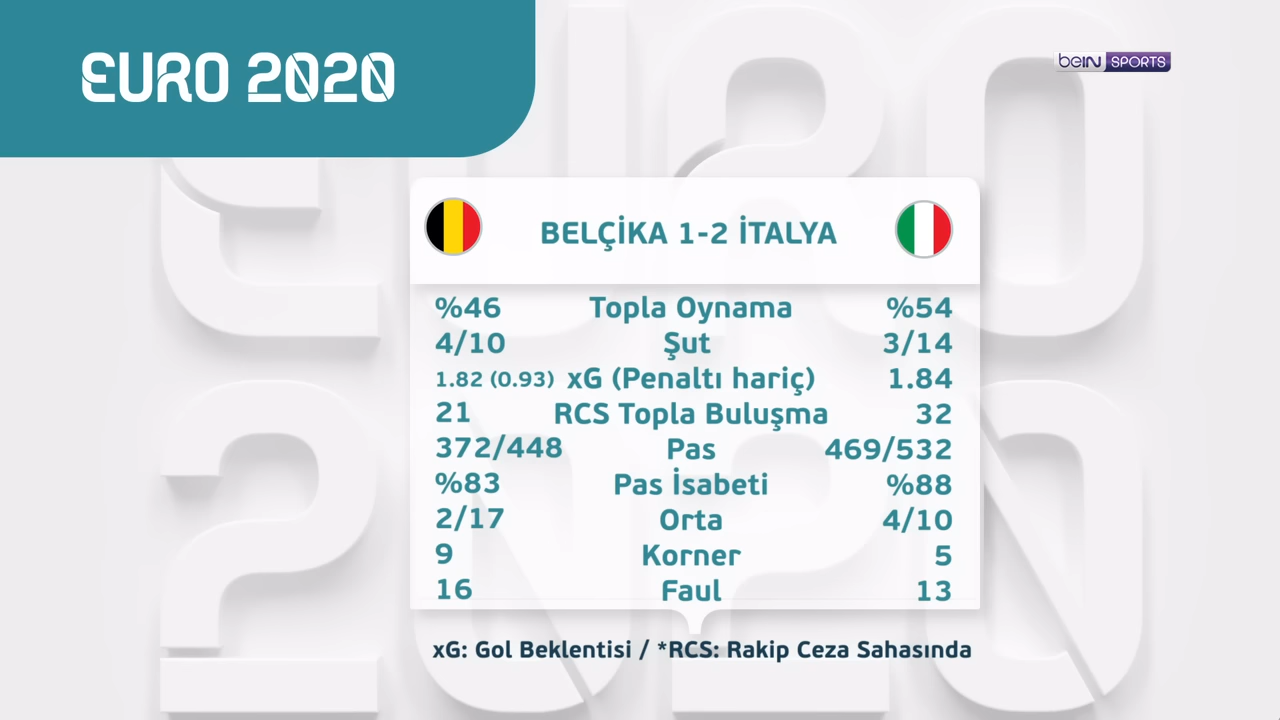 EURO 2020
beIN SPORTS
BELÇİKA 1-2 İTALYA
%46 Topla Oynama %54
4/10 Şut 3/14
1.82 (0.93) xG (Penaltı hariç) 1.84
21 RCS Topla Buluşma 32
372/448 Pas 469/532
%83 Pas İsabeti %88
2/17 Orta 4/10
9 Korner 5
16 Faul 13
xG: Gol Beklentisi / *RCS: Rakip Ceza Sahasında